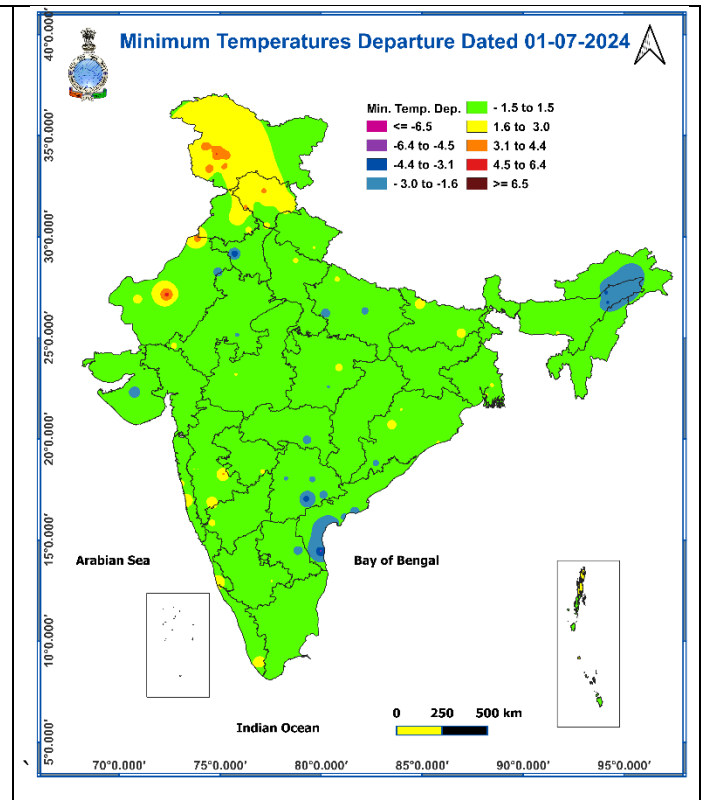 Minimum Temperatures Departure Dated 01-07-2024
Min. Temp. Dep.
<= -6.5
-6.4 to -4.5
-4.4 to -3.1
- 3.0 to -1.6
- 1.5 to 1.5
1.6 to 3.0
3.1 to 4.4
4.5 to 6.4
>= 6.5
40°0.000'
35°0.000'
30°0.000'
25°0.000'
20°0.000'
15°0.000'
10°0.000'
5°0.000'
Arabian Sea
Bay of Bengal
Indian Ocean
0 250 500 km
70°0.000' 75°0.000' 80°0.000' 85°0.000' 90°0.000' 95°0.000'
`